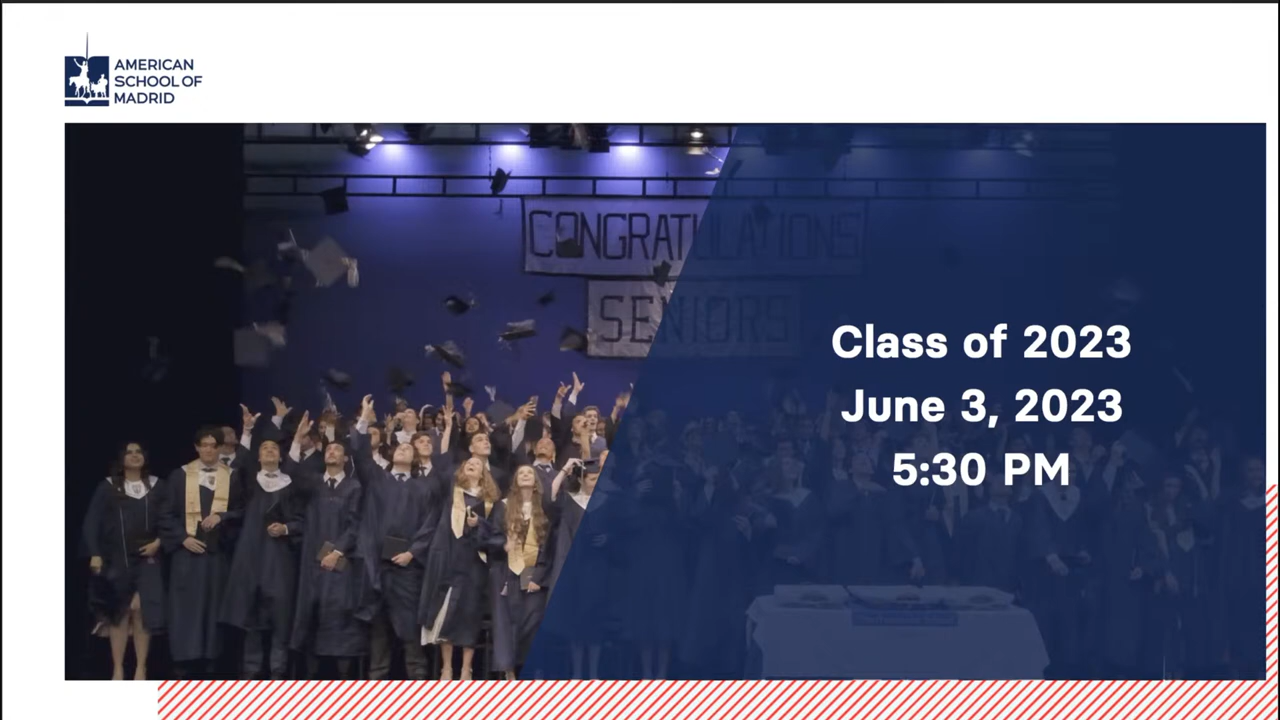 AMERICAN
SCHOOL OF
MADRID
CONGRATULATIONS
SENIORS
Class of 2023
June 3, 2023
5:30 PM